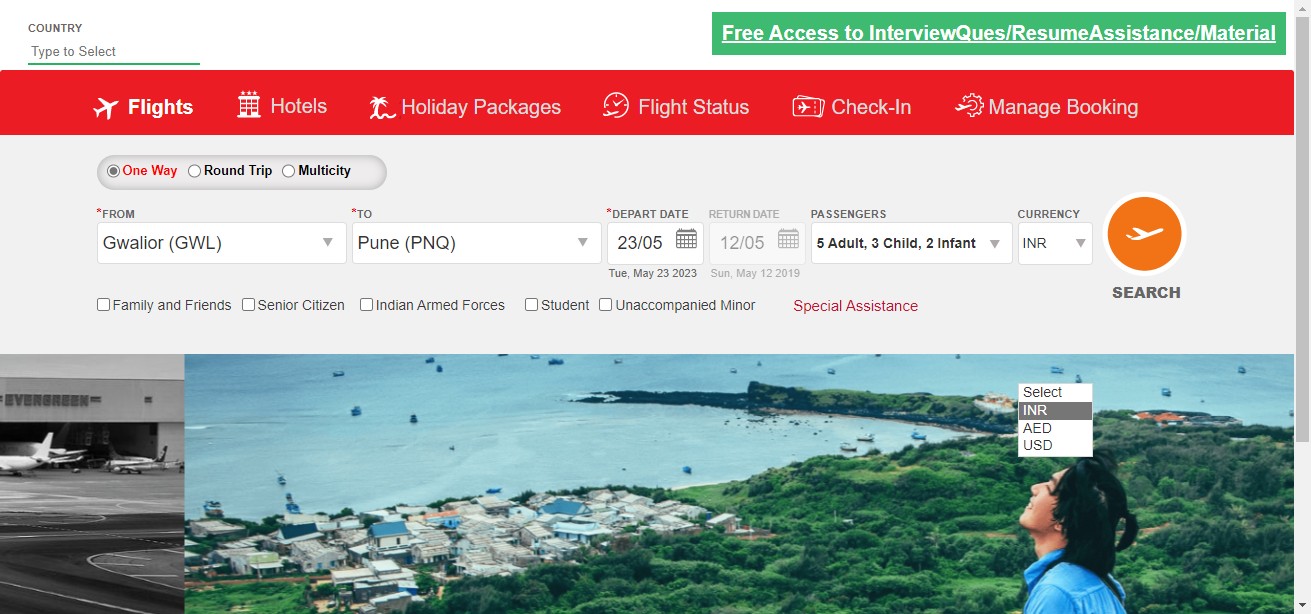 COUNTRY
Type to Select
Free Access to InterviewQues/ResumeAssistance/Material
Flights
Hotels
Holiday Packages
Flight Status
Check-In
Manage Booking
One Way
Round Trip
Multicity
*FROM
*TO
*DEPART DATE
RETURN DATE
PASSENGERS
CURRENCY
Gwalior (GWL)
Pune (PNQ)
23/05
12/05
5 Adult, 3 Child, 2 Infant
INR
Tue, May 23 2023
Sun, May 12 2019
SEARCH
Family and Friends
Senior Citizen
Indian Armed Forces
Student
Unaccompanied Minor
Special Assistance
EVERGREEN
Select
INR
AED
USD